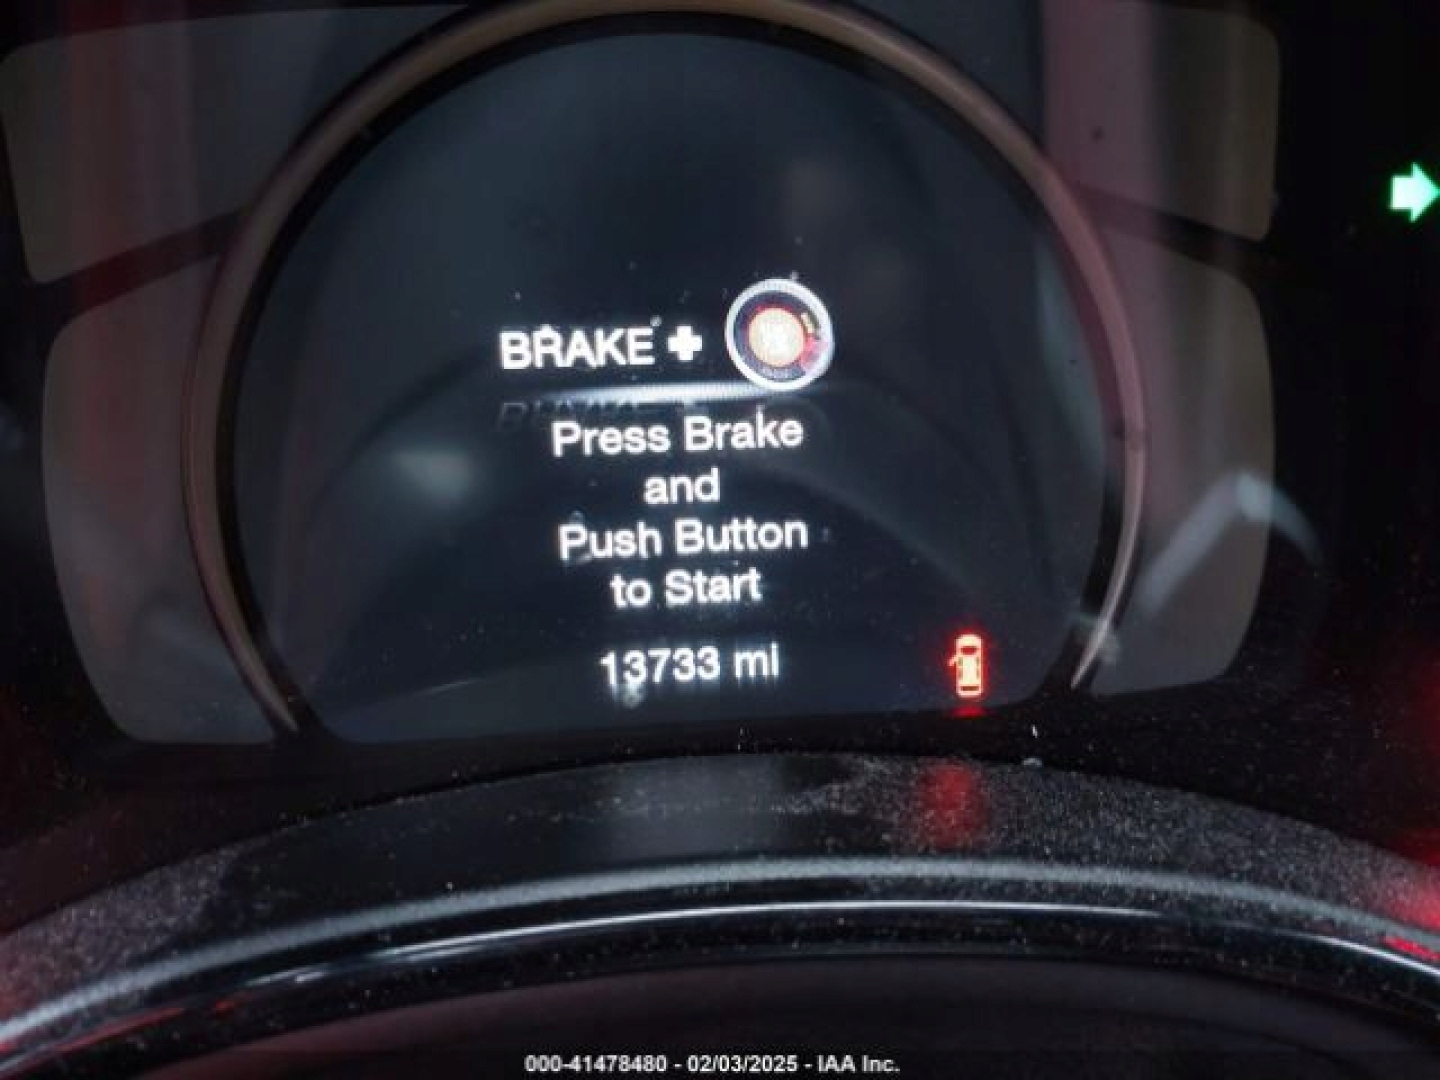 BRAKE +
Press Brake
and
Push Button
to Start
13733 mi
000-41478480 - 02/03/2025 - IAA Inc.